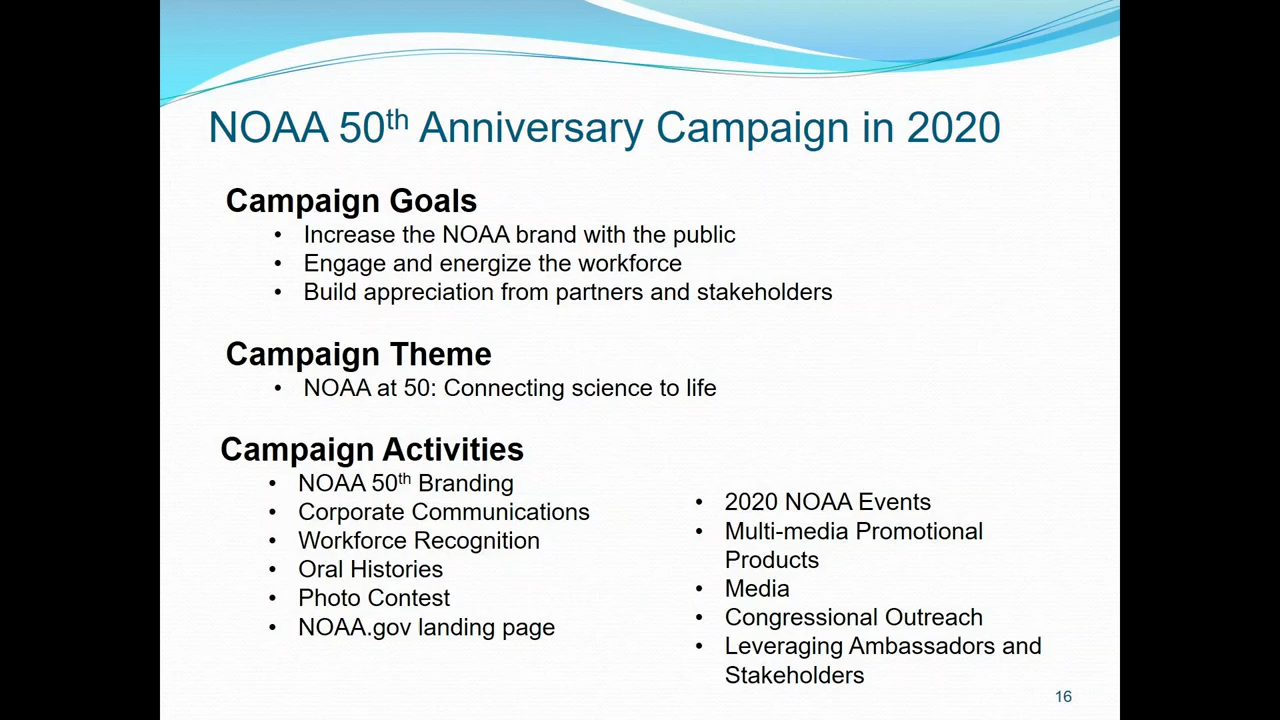 NOAA 50th Anniversary Campaign in 2020
Campaign Goals
• Increase the NOAA brand with the public
• Engage and energize the workforce
• Build appreciation from partners and stakeholders
Campaign Theme
• NOAA at 50: Connecting science to life
Campaign Activities
• NOAA 50th Branding
• Corporate Communications
• Workforce Recognition
• Oral Histories
• Photo Contest
• NOAA.gov landing page
• 2020 NOAA Events
• Multi-media Promotional
Products
• Media
• Congressional Outreach
• Leveraging Ambassadors and
Stakeholders
16